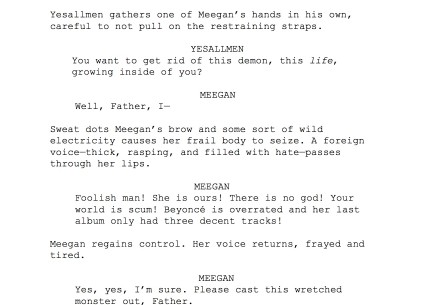 Yesallmen gathers one of Meegan's hands in his own,
careful to not pull on the restraining straps.
YESALLMEN
You want to get rid of this demon, this life,
growing inside of you?
MEEGAN
Well, Father, I—
Sweat dots Meegan's brow and some sort of wild
electricity causes her frail body to seize. A foreign
voice—thick, rasping, and filled with hate—passes
through her lips.
MEEGAN
Foolish man! She is ours! There is no god! Your
world is scum! Beyoncé is overrated and her last
album only had three decent tracks!
Meegan regains control. Her voice returns, frayed and
tired.
MEEGAN
Yes, yes, I'm sure. Please cast this wretched
monster out, Father.